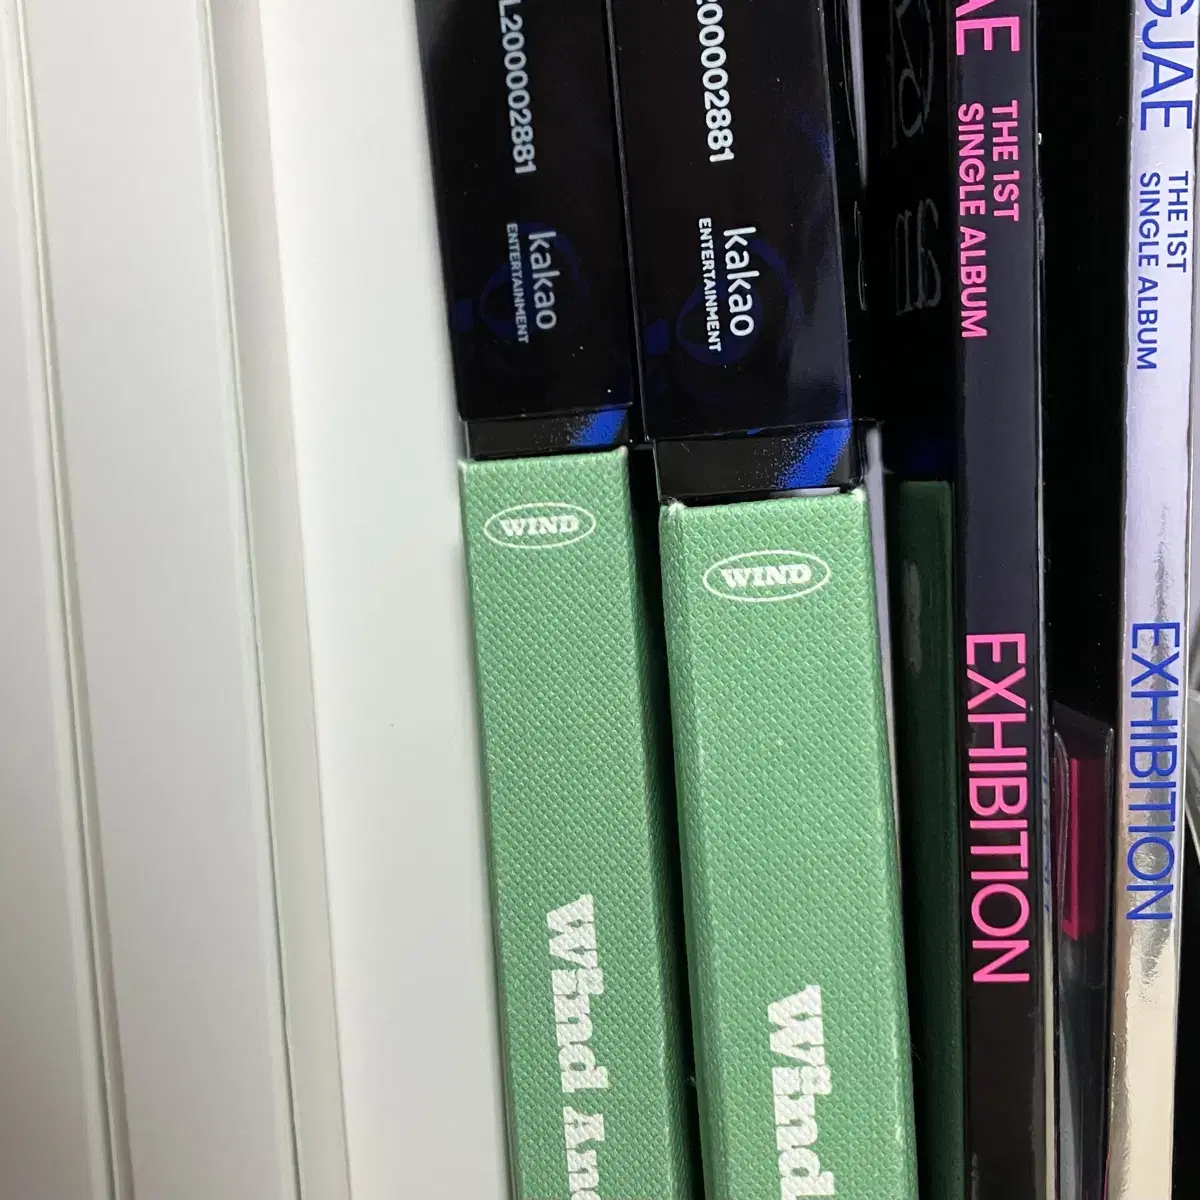 L200002881
kakao
ENTERTAINMENT
200002881
kakao
ENTERTAINMENT
WIND
Wind
WIND
Wind
THE 1ST
SINGLE ALBUM
EXHIBITION
GJAE
THE 1ST
SINGLE ALBUM
EXHIBITION